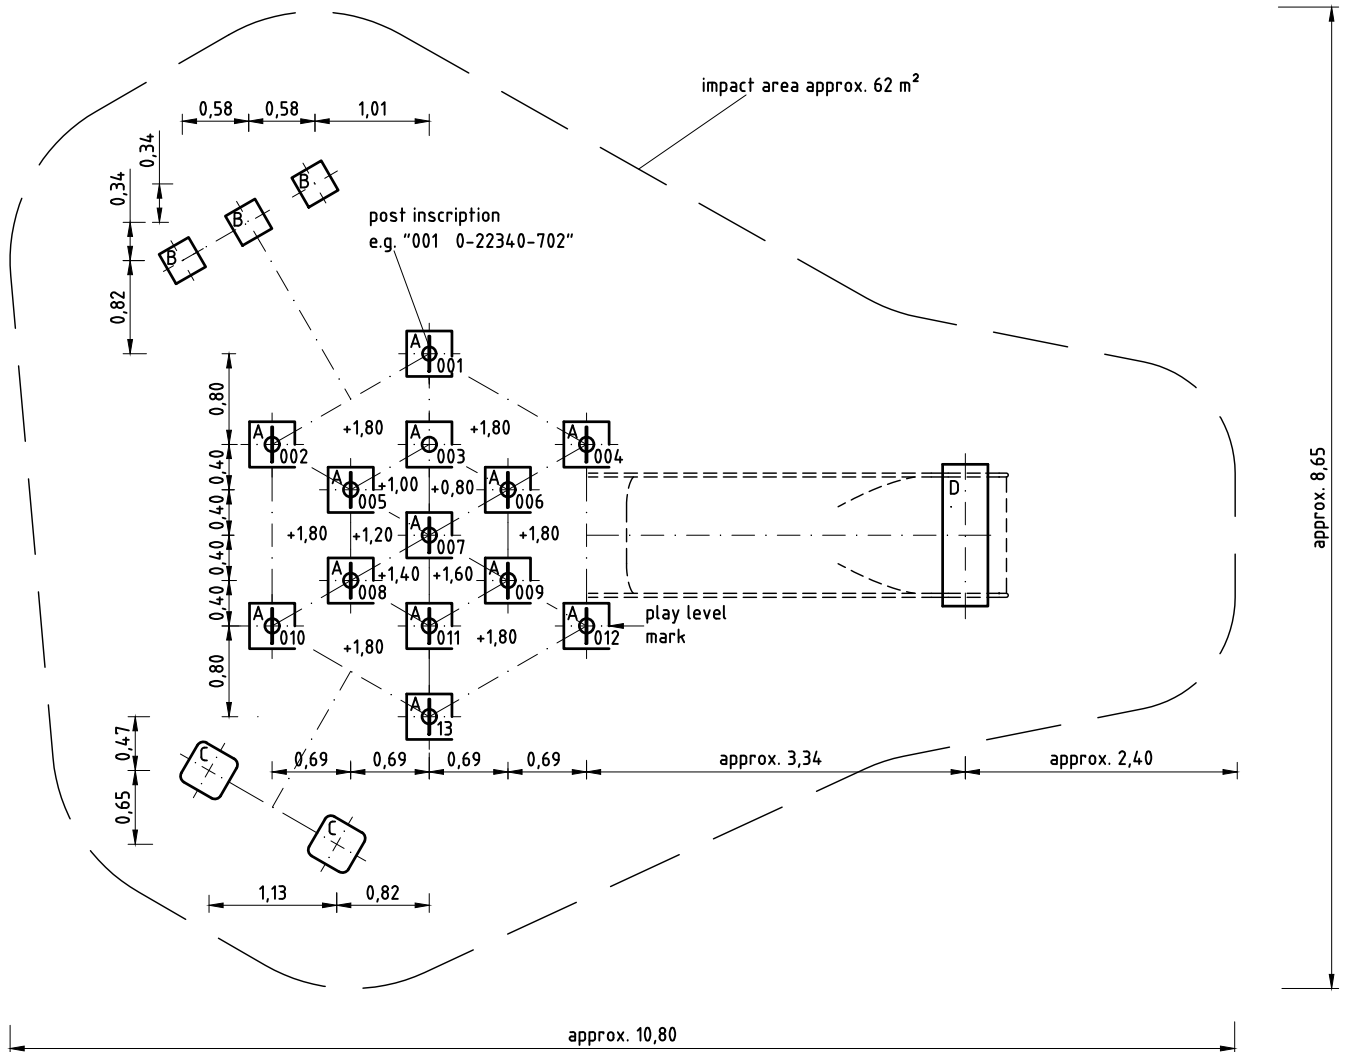 impact area approx. 62 m²
0,58 0,58 1,01
0,34
0,34
B
B
B
post inscription
e.g. "001 0-22340-702"
0,82
A
001
0,80
+1,80 +1,80
A A A
002 003 004
0,40
A +1,00 +0,80 A
005 006
D
0,40
A
+1,80 +1,20 +1,80
007
0,40
A +1,40 +1,60 A
008 009
0,40
A A A
010 011 012
play level
mark
+1,80 +1,80
0,80
A
13
0,47
C
0,69 0,69 0,69 0,69 approx. 3,34 approx. 2,40
0,65
C
1,13 0,82
approx. 8,65
approx. 10,80